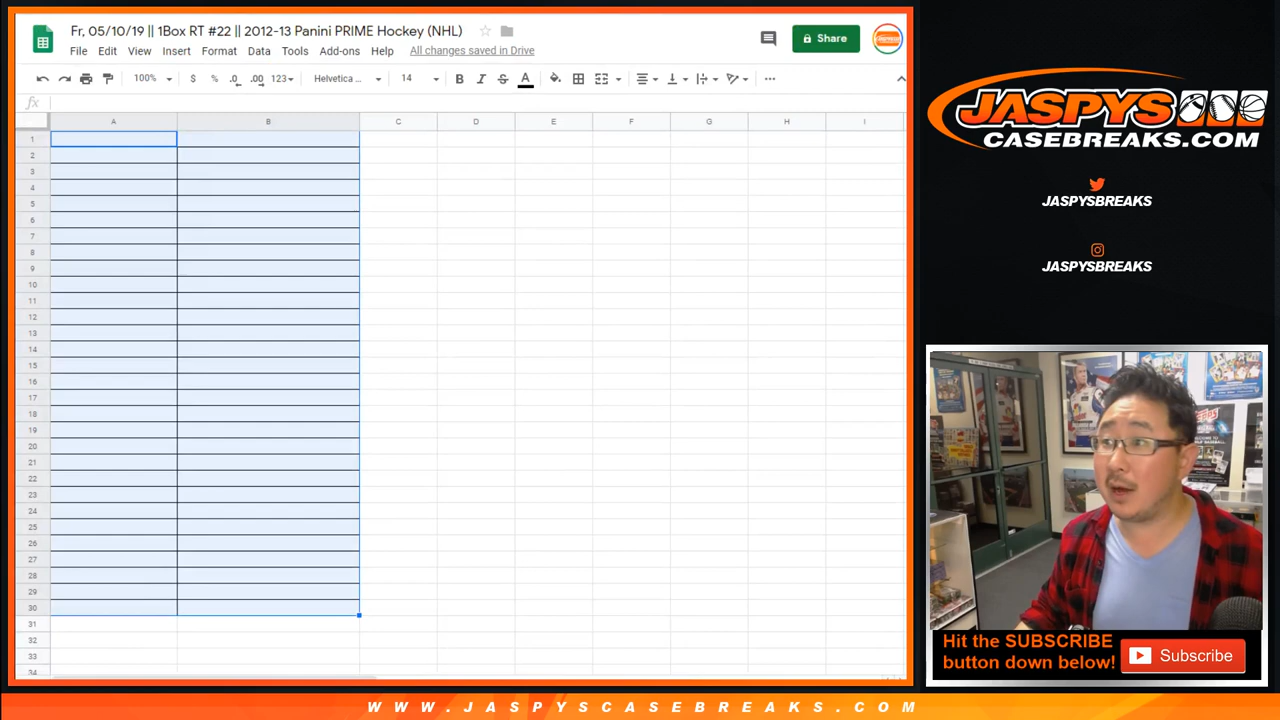 Fr, 05/10/19 || 1Box RT #22 || 2012-13 Panini PRIME Hockey (NHL)
File Edit View Insert Format Data Tools Add-ons Help All changes saved in Drive
Share
100% $ % .0 .00 123 Helvetica ... 14 B I S A
fx
A B C D E F G H I
1
2
3
4
5
6
7
8
9
10
11
12
13
14
15
16
17
18
19
20
21
22
23
24
25
26
27
28
29
30
31
32
33
34
JASPYS
CASEBREAKS.COM
JASPYSBREAKS
JASPYSBREAKS
Hit the SUBSCRIBE
button down below!
Subscribe
WWW.JASPYSCASEBREAKS.COM